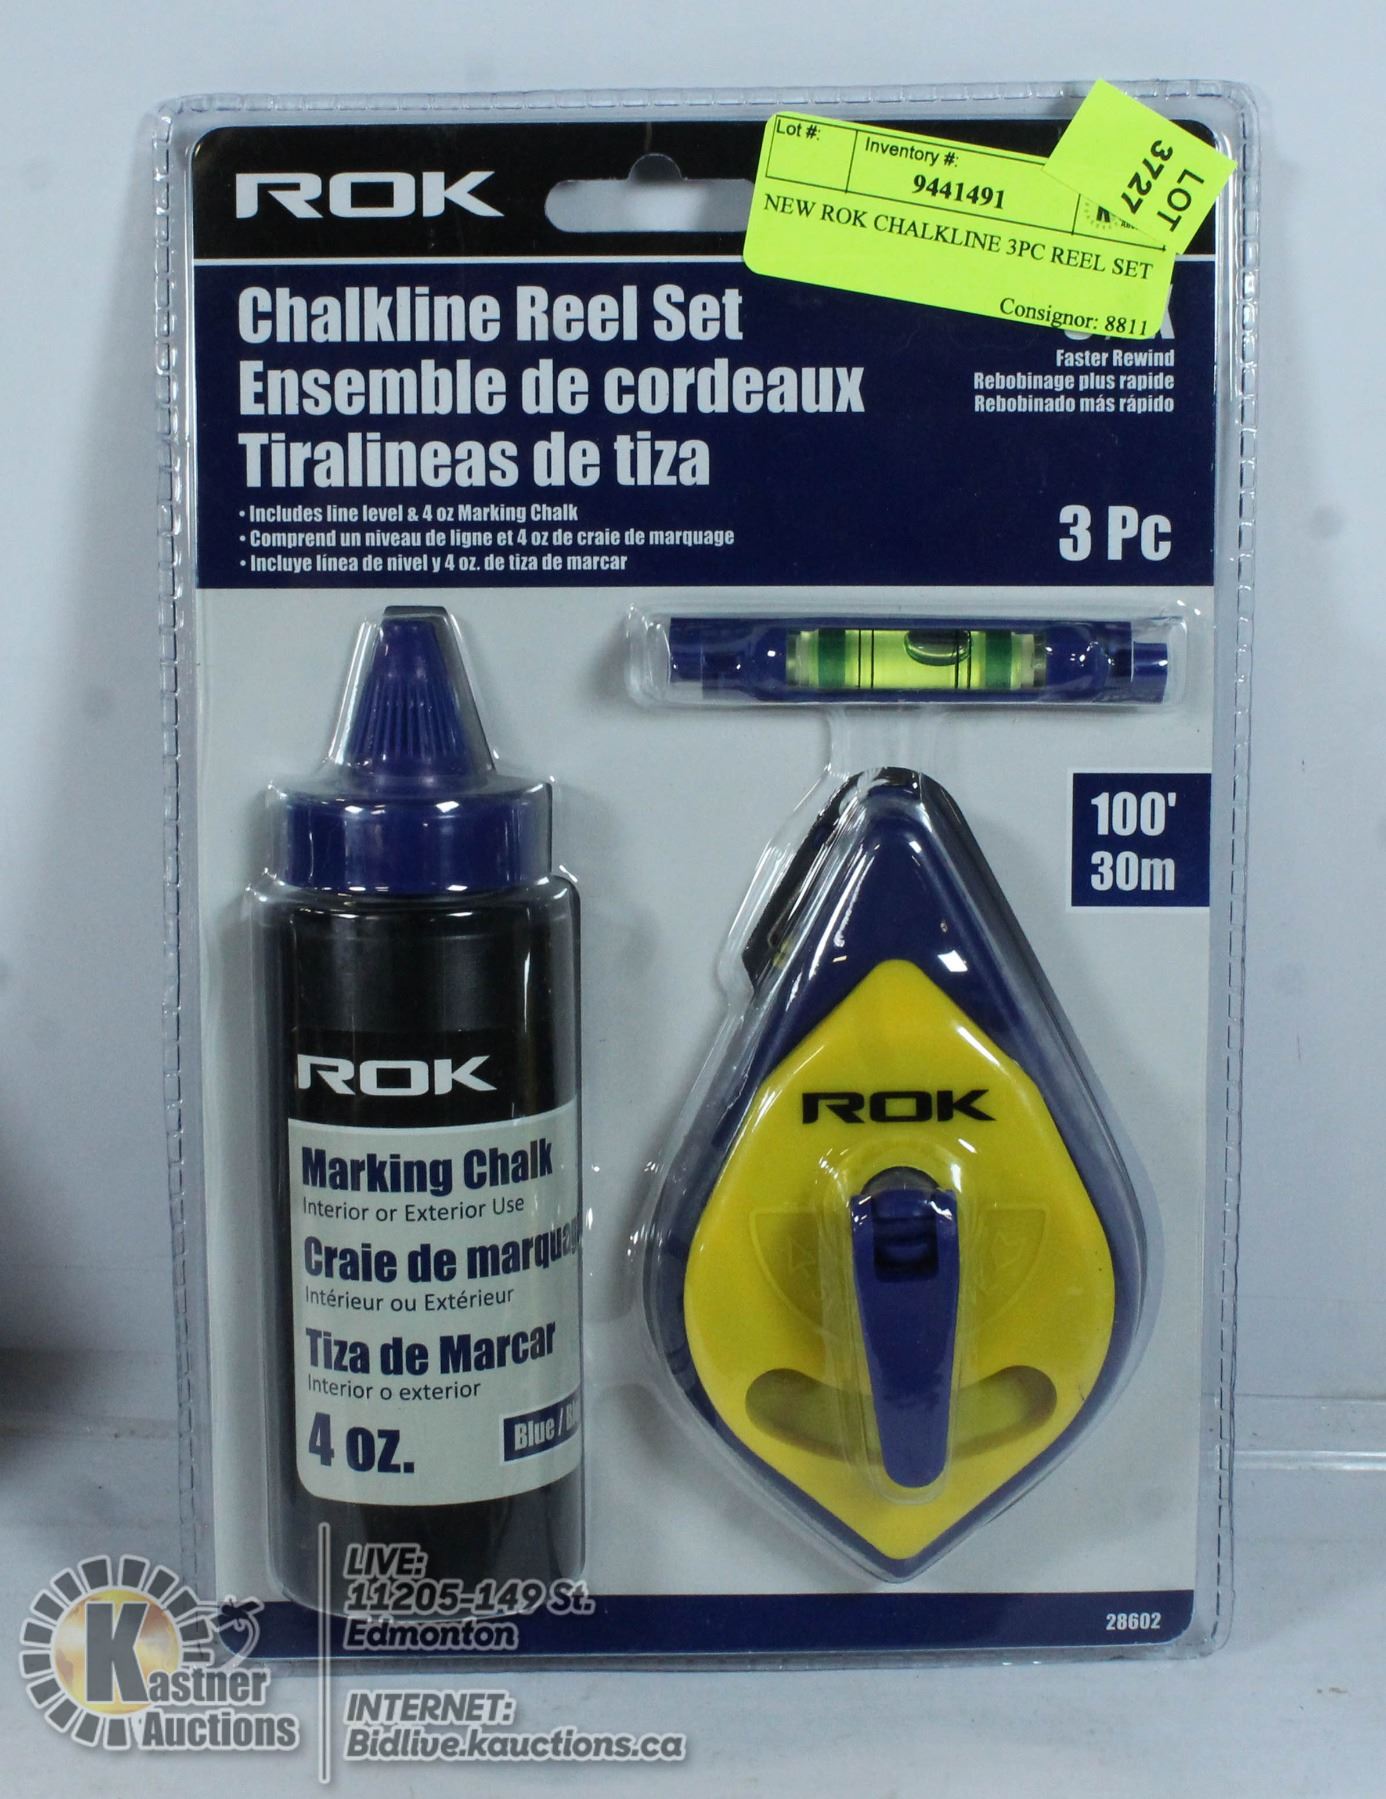 ROK
Lot #:
Inventory #:
9441491
NEW ROK CHALKLINE 3PC REEL SET
Consignor: 8811
LOT
3727
Chalkline Reel Set
Ensemble de cordeaux
Tiralineas de tiza
Faster Rewind
Rebobinage plus rapide
Rebobinado más rápido
• Includes line level & 4 oz Marking Chalk
• Comprend un niveau de ligne et 4 oz de craie de marquage
• Incluye línea de nivel y 4 oz. de tiza de marcar
3 Pc
100'
30m
ROK
Marking Chalk
Interior or Exterior Use
Craie de marquage
Intérieur ou Extérieur
Tiza de Marcar
Interior o exterior
4 oz.
Blue /
ROK
28602
Kastner
Auctions
LIVE:
11205-149 St.
Edmonton
INTERNET:
Bidlive.kauctions.ca